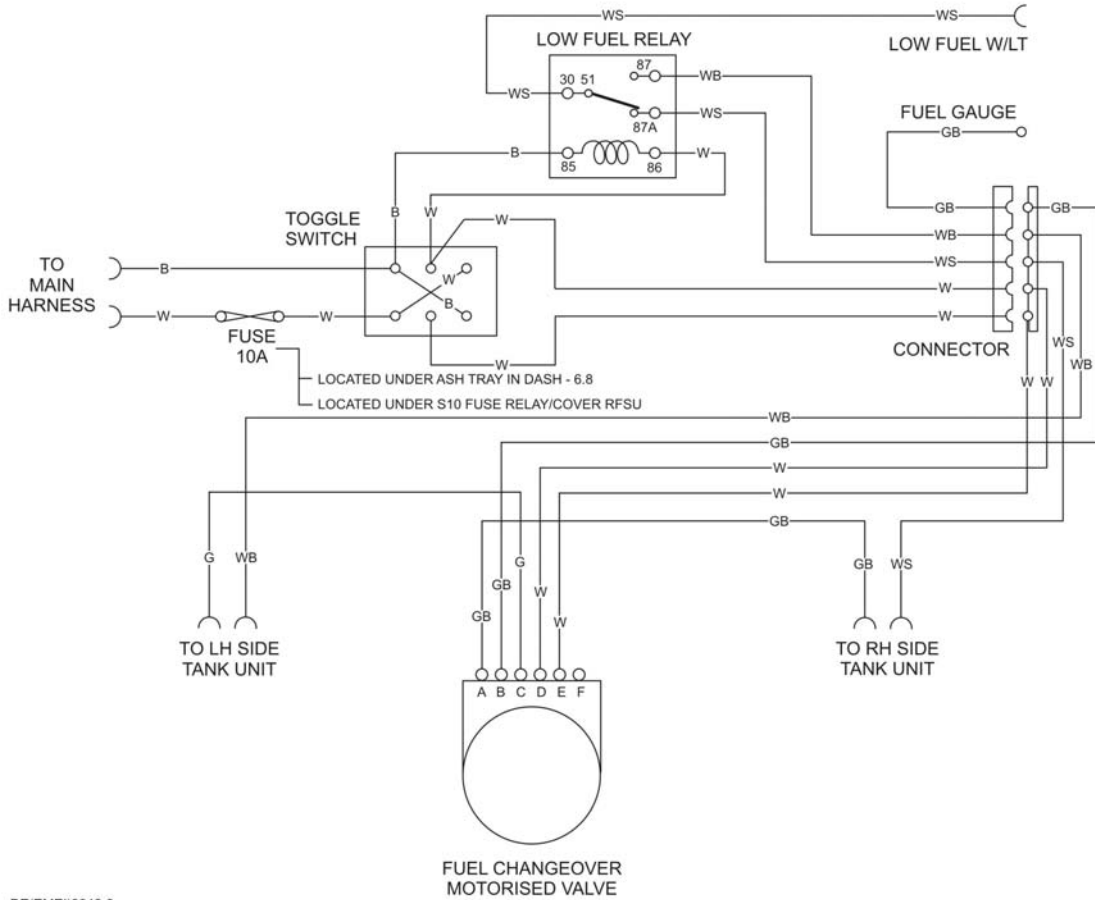 WS WS
LOW FUEL RELAY
LOW FUEL W/LT
87
WB
30 51
WS
WS
87A
FUEL GAUGE
GB
B
85
86
W
B
W
TOGGLE
SWITCH
W
GB
GB
WB
WS
W
W
TO
MAIN
HARNESS
B
W
W
W
B
FUSE
10A
W
CONNECTOR
WS
WB
W
W
LOCATED UNDER ASH TRAY IN DASH - 6.8
LOCATED UNDER S10 FUSE RELAY/COVER RFSU
WB
GB
W
W
GB
G
WB
G
GB
GB
W
W
GB
WS
TO LH SIDE
TANK UNIT
TO RH SIDE
TANK UNIT
A B C D E F
FUEL CHANGEOVER
MOTORISED VALVE